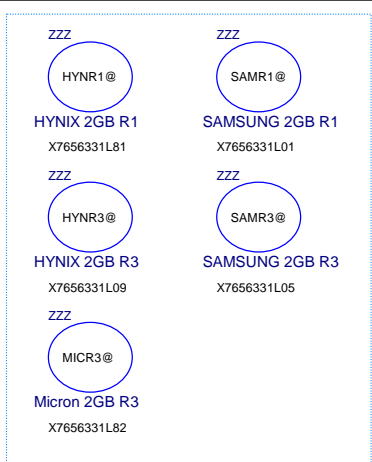 ZZZ
HYNR1@
HYNIX 2GB R1
X7656331L81
ZZZ
SAMR1@
SAMSUNG 2GB R1
X7656331L01
ZZZ
HYNR3@
HYNIX 2GB R3
X7656331L09
ZZZ
SAMR3@
SAMSUNG 2GB R3
X7656331L05
ZZZ
MICR3@
Micron 2GB R3
X7656331L82